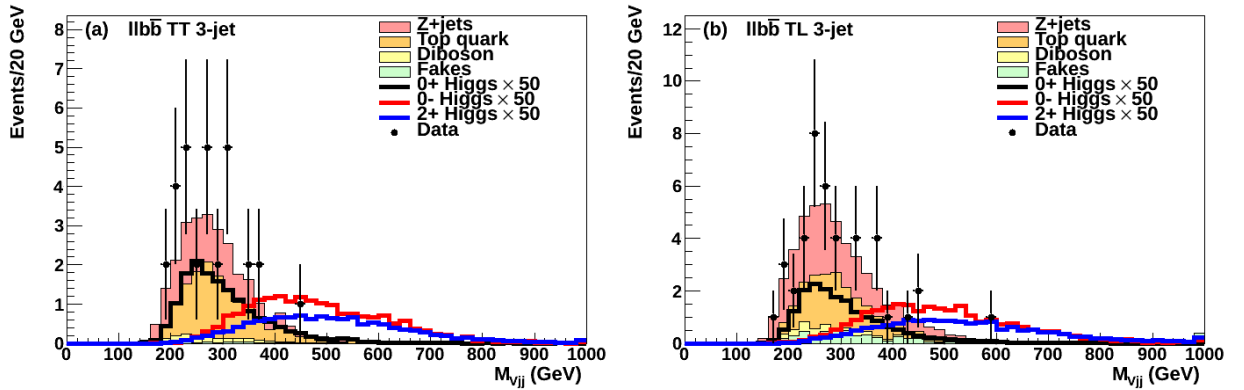 (a) llbb̄ TT 3-jet
Z+jets
Top quark
Diboson
Fakes
0+ Higgs × 50
0- Higgs × 50
2+ Higgs × 50
Data
Events/20 GeV
8
7
6
5
4
3
2
1
0
0 100 200 300 400 500 600 700 800 900 1000
M_Vjj (GeV)
(b) llbb̄ TL 3-jet
Z+jets
Top quark
Diboson
Fakes
0+ Higgs × 50
0- Higgs × 50
2+ Higgs × 50
Data
Events/20 GeV
12
10
8
6
4
2
0
0 100 200 300 400 500 600 700 800 900 1000
M_Vjj (GeV)